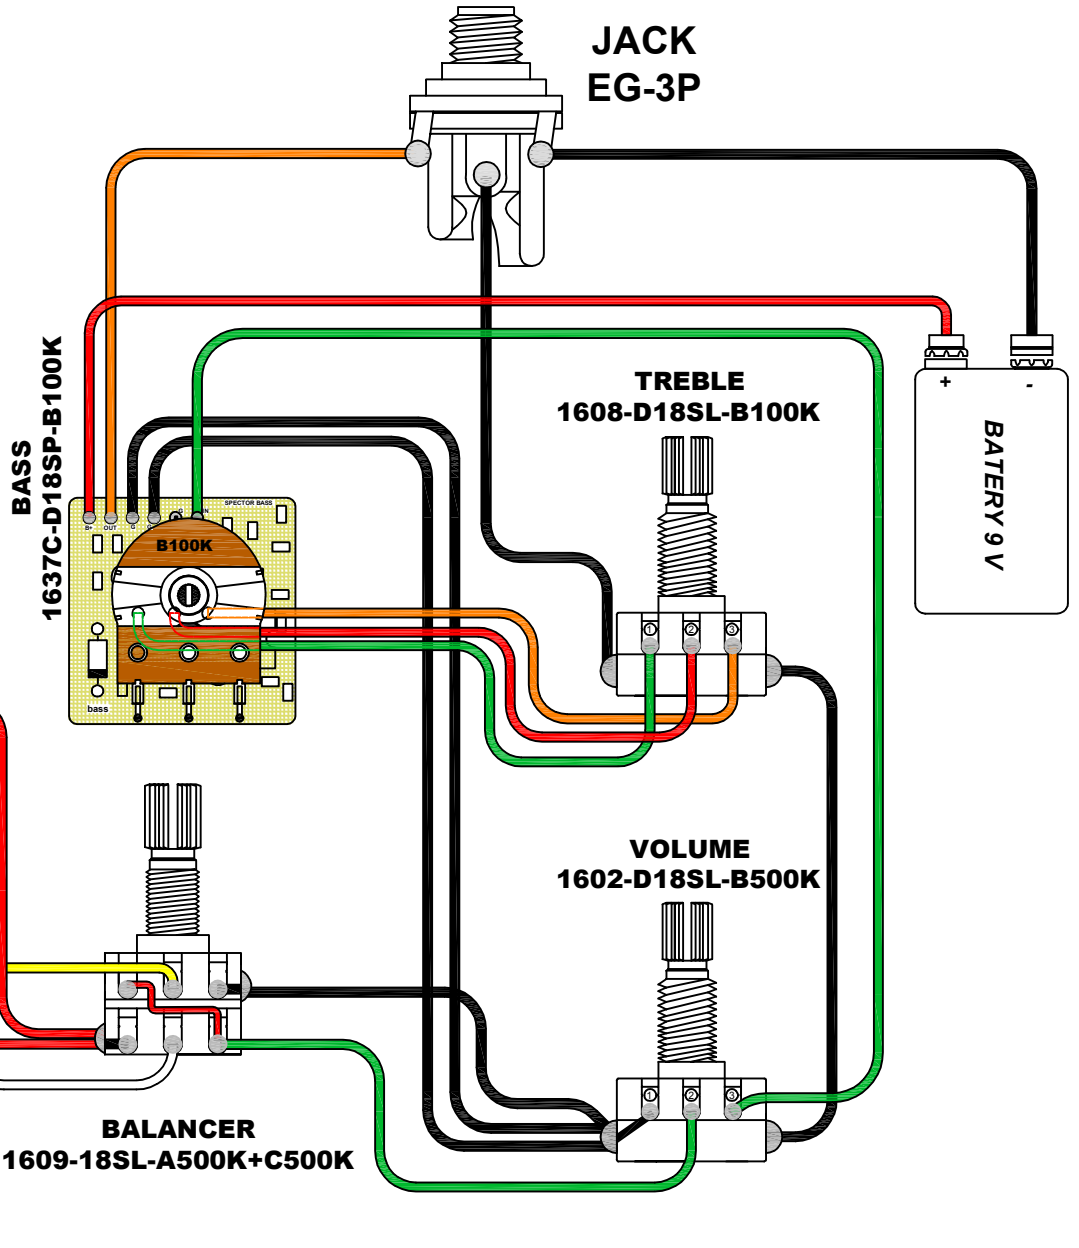 JACK
EG-3P
TREBLE
1608-D18SL-B100K
BASS
1637C-D18SP-B100K
+
-
BATERY 9 V
SPECTOR BASS
B+
OUT
G
G
IN
B100K
1
2
3
bass
VOLUME
1602-D18SL-B500K
1
2
3
BALANCER
1609-18SL-A500K+C500K